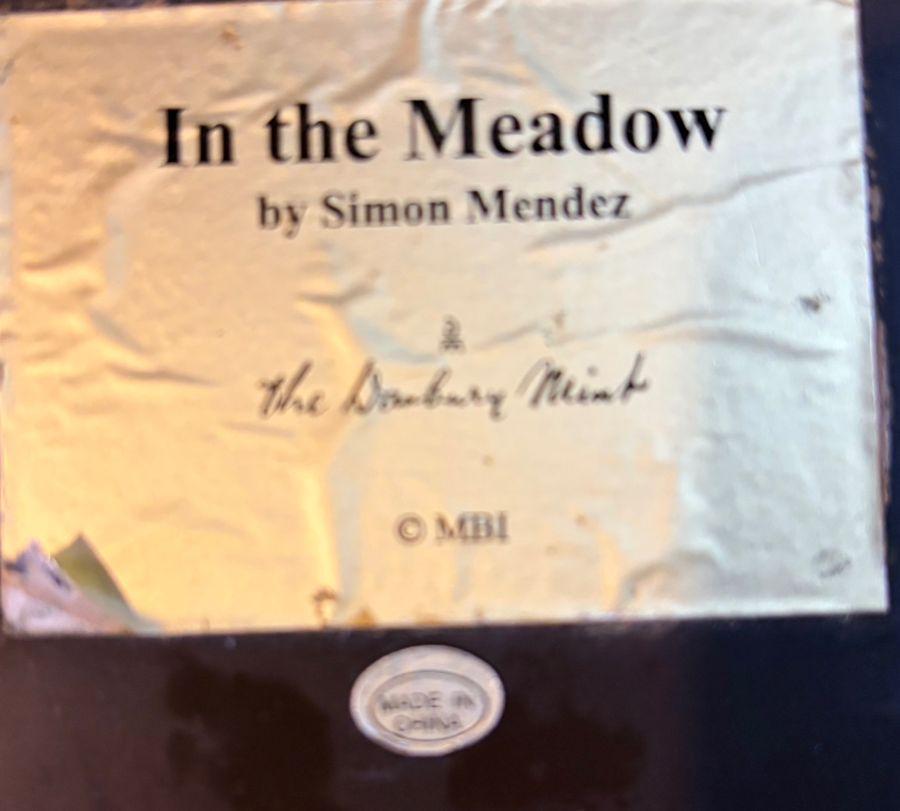 In the Meadow
by Simon Mendez
The Danbury Mint
© MBI
MADE IN
CHINA